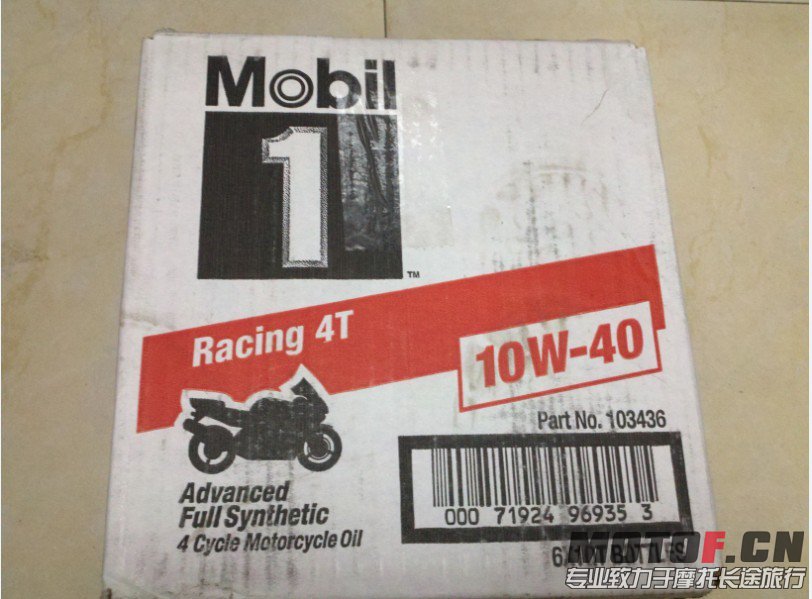 Mobil
1
™
Racing 4T
10W-40
Part No. 103436
Advanced
Full Synthetic
4 Cycle Motorcycle Oil
000 71924 96935 3
MOTOF.CN
BOTTLES
专业致力于摩托长途旅行